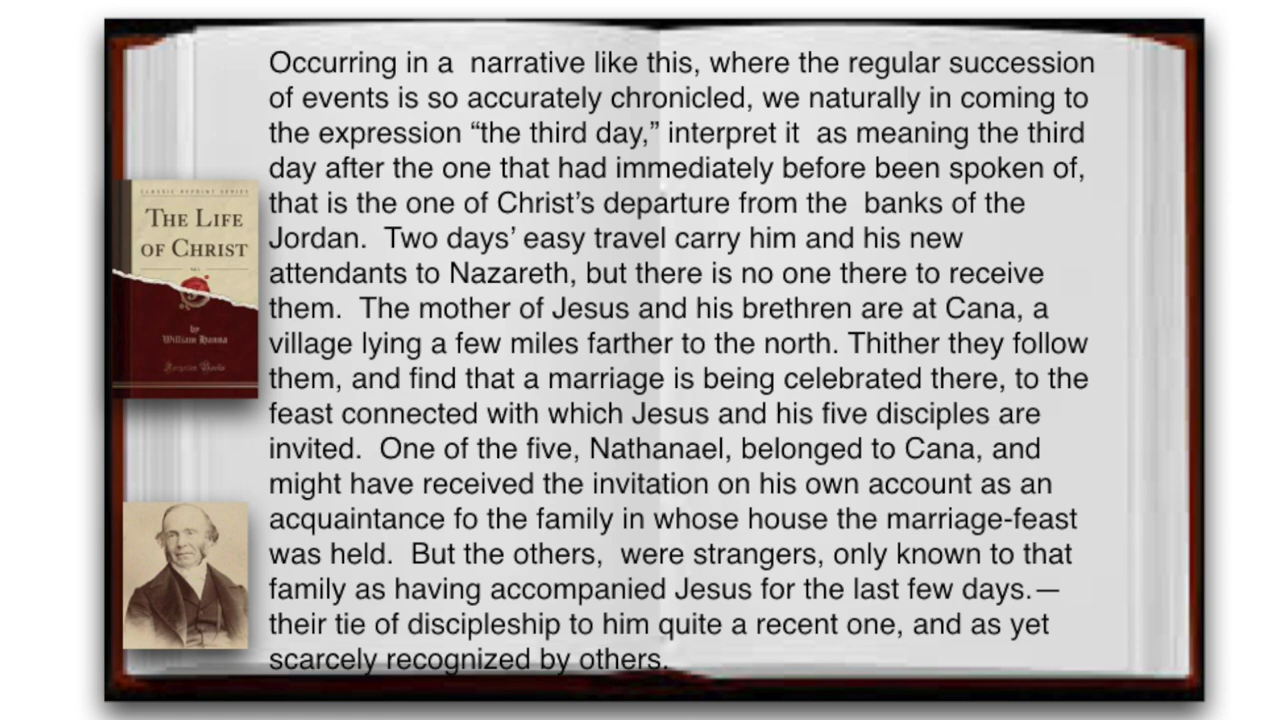 Occurring in a  narrative like this, where the regular succession
of events is so accurately chronicled, we naturally in coming to
the expression “the third day,” interpret it  as meaning the third
day after the one that had immediately before been spoken of,
that is the one of Christ’s departure from the  banks of the
Jordan.  Two days’ easy travel carry him and his new
attendants to Nazareth, but there is no one there to receive
them.  The mother of Jesus and his brethren are at Cana, a
village lying a few miles farther to the north. Thither they follow
them, and find that a marriage is being celebrated there, to the
feast connected with which Jesus and his five disciples are
invited.  One of the five, Nathanael, belonged to Cana, and
might have received the invitation on his own account as an
acquaintance fo the family in whose house the marriage-feast
was held.  But the others,  were strangers, only known to that
family as having accompanied Jesus for the last few days.—
their tie of discipleship to him quite a recent one, and as yet
scarcely recognized by others.
CLASSIC REPRINT SERIES
THE LIFE
OF CHRIST
by
William Hanna
Forgotten Books